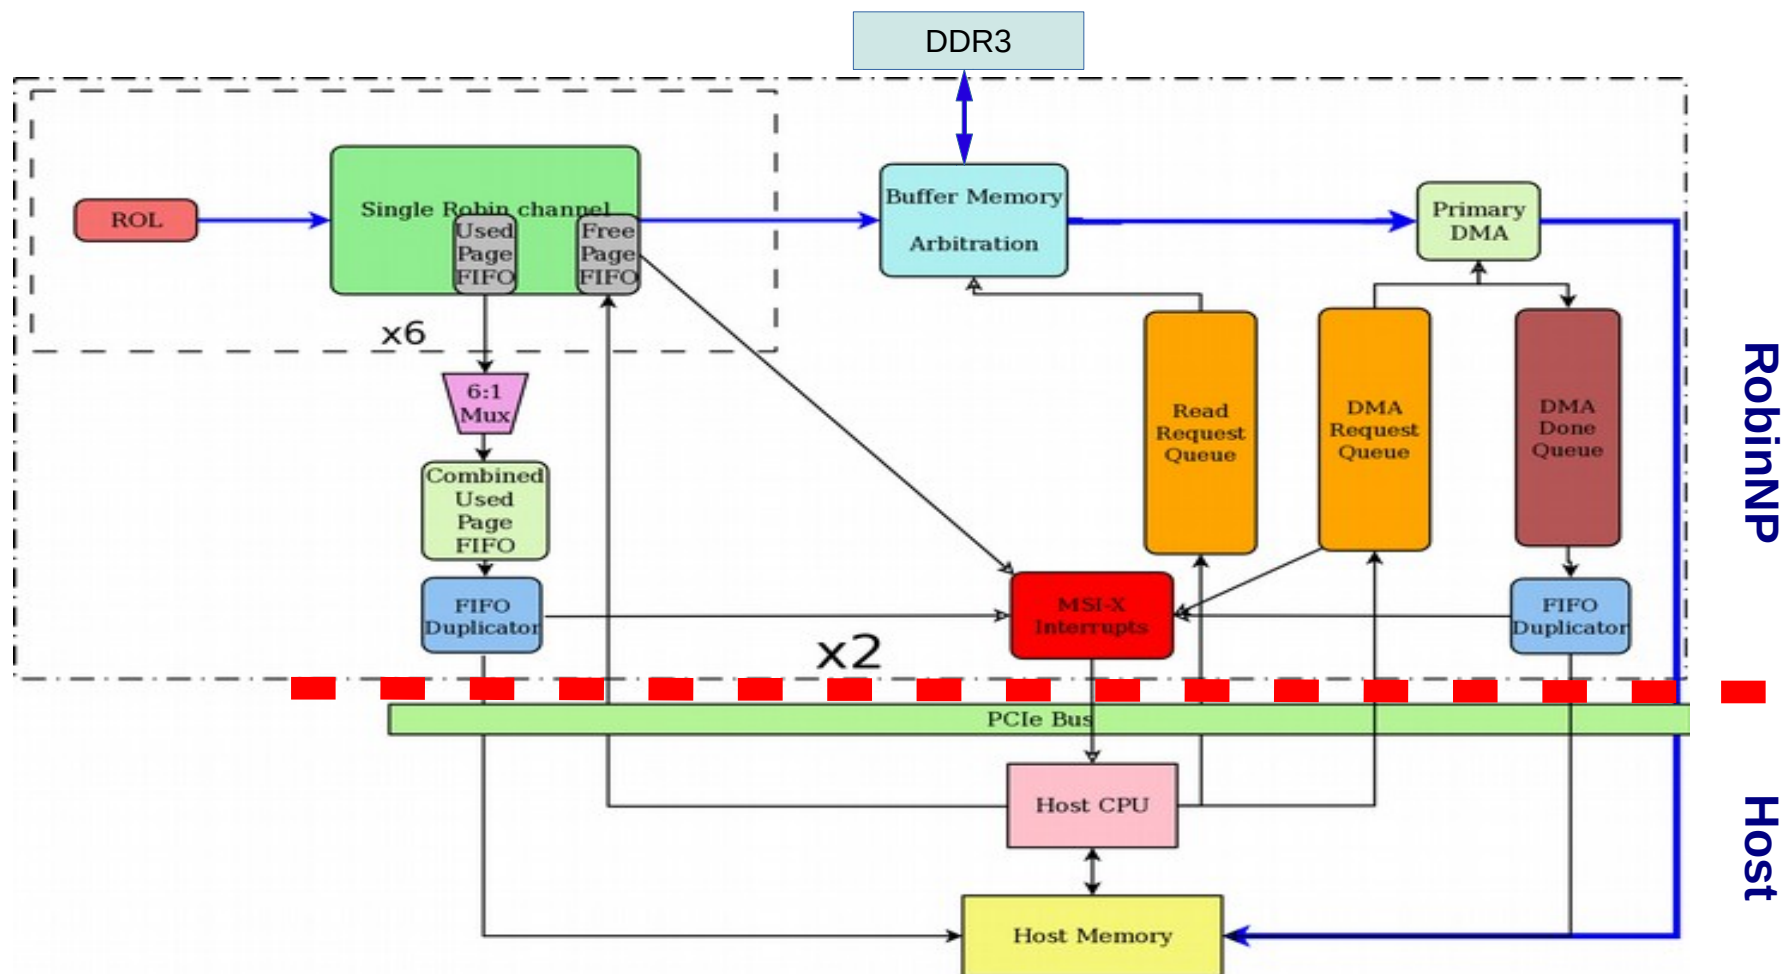 DDR3
ROL
Single Robin channel
Used
Page
FIFO
Free
Page
FIFO
x6
Buffer Memory
Arbitration
Primary
DMA
6:1
Mux
Combined
Used
Page
FIFO
Read
Request
Queue
DMA
Request
Queue
DMA
Done
Queue
RobinNP
FIFO
Duplicator
x2
MSI-X
Interrupts
FIFO
Duplicator
PCIe Bus
Host CPU
Host
Host Memory